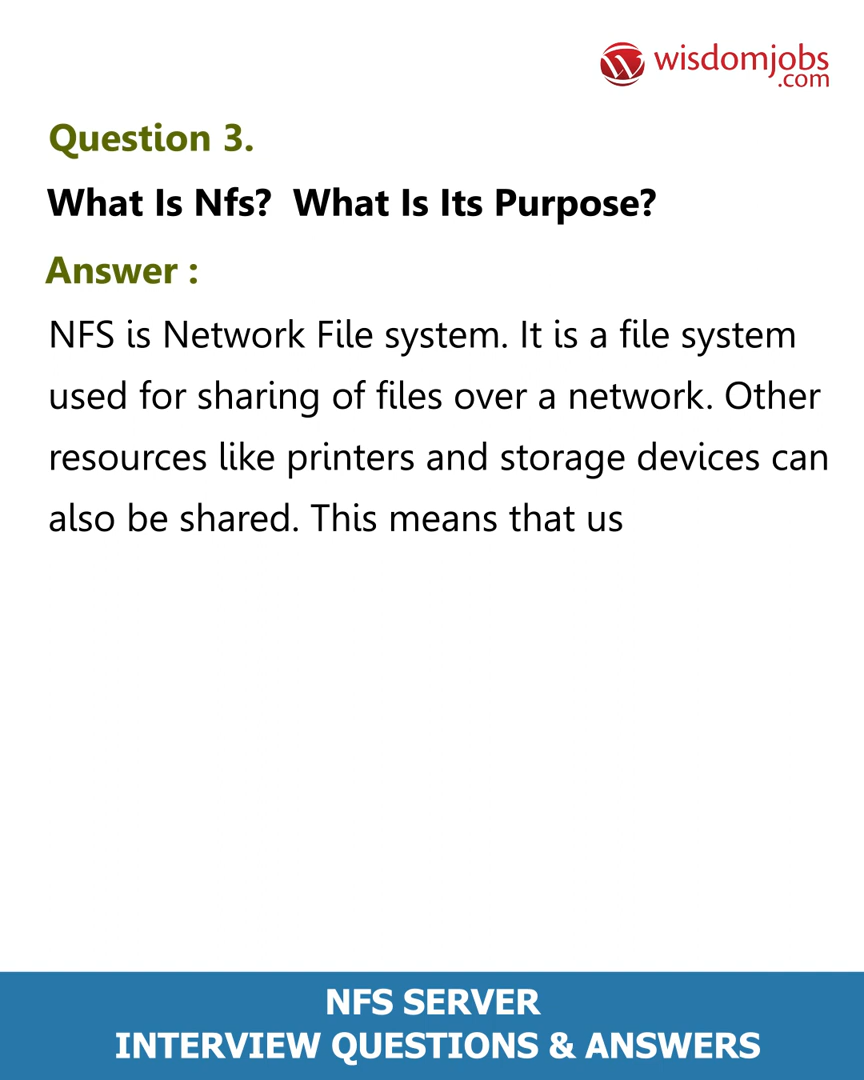 wisdomjobs
.com
Question 3.
What Is Nfs?  What Is Its Purpose?
Answer :
NFS is Network File system. It is a file system
used for sharing of files over a network. Other
resources like printers and storage devices can
also be shared. This means that us
NFS SERVER
INTERVIEW QUESTIONS & ANSWERS